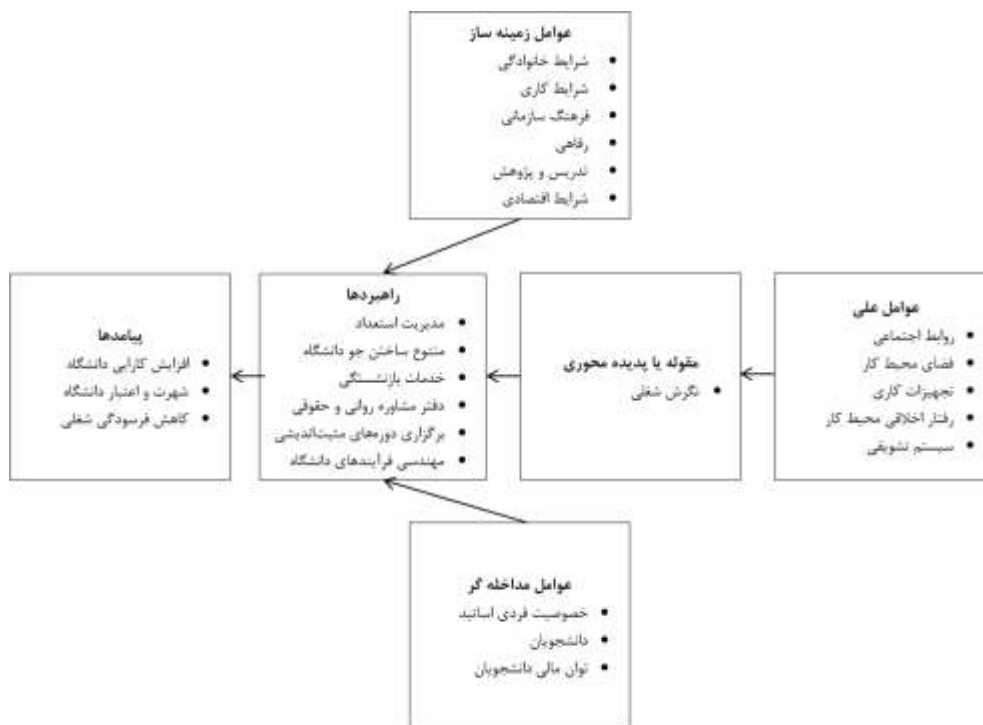 عوامل زمینه ساز
شرایط خانوادگی
شرایط کاری
فرهنگ سازمانی
رفاهی
تدریس و پژوهش
شرایط اقتصادی
عوامل علی
روابط اجتماعی
فضای محیط کار
تجهیزات کاری
رفتار اخلاقی محیط کار
سیستم تشویقی
مقوله یا پدیده محوری
نگرش شغلی
راهبردها
مدیریت استعداد
متنوع ساختن جو دانشگاه
خدمات بازنشستگی
دفتر مشاوره روانی و حقوقی
برگزاری دوره‌های مثبت‌اندیشی
مهندسی فرآیندهای دانشگاه
پیامدها
افزایش کارایی دانشگاه
شهرت و اعتبار دانشگاه
کاهش فرسودگی شغلی
عوامل مداخله گر
خصوصیت فردی اساتید
دانشجویان
توان مالی دانشجویان